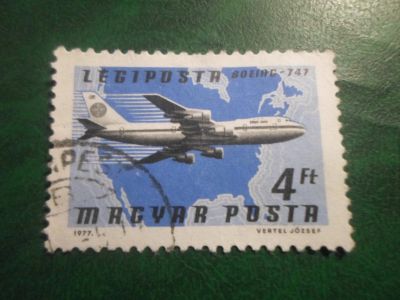 LÉGIPOSTA BOEING-747
4 Ft
MAGYAR POSTA
1977. VERTEL JÓZSEF